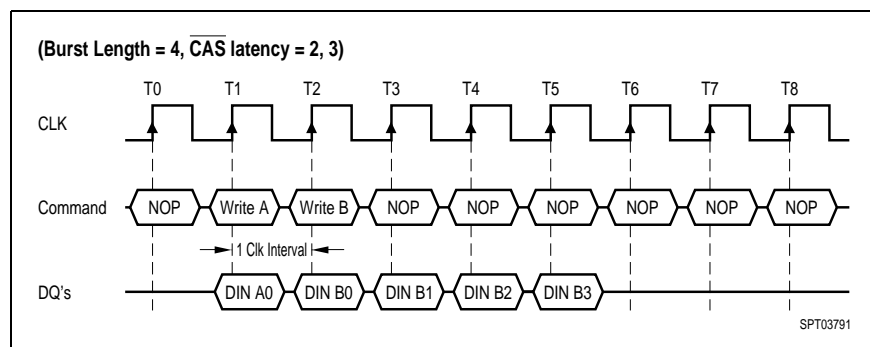 (Burst Length = 4, CAS latency = 2, 3)
T0 T1 T2 T3 T4 T5 T6 T7 T8
CLK
Command NOP Write A Write B NOP NOP NOP NOP NOP NOP
1 Clk Interval
DQ's DIN A0 DIN B0 DIN B1 DIN B2 DIN B3
SPT03791